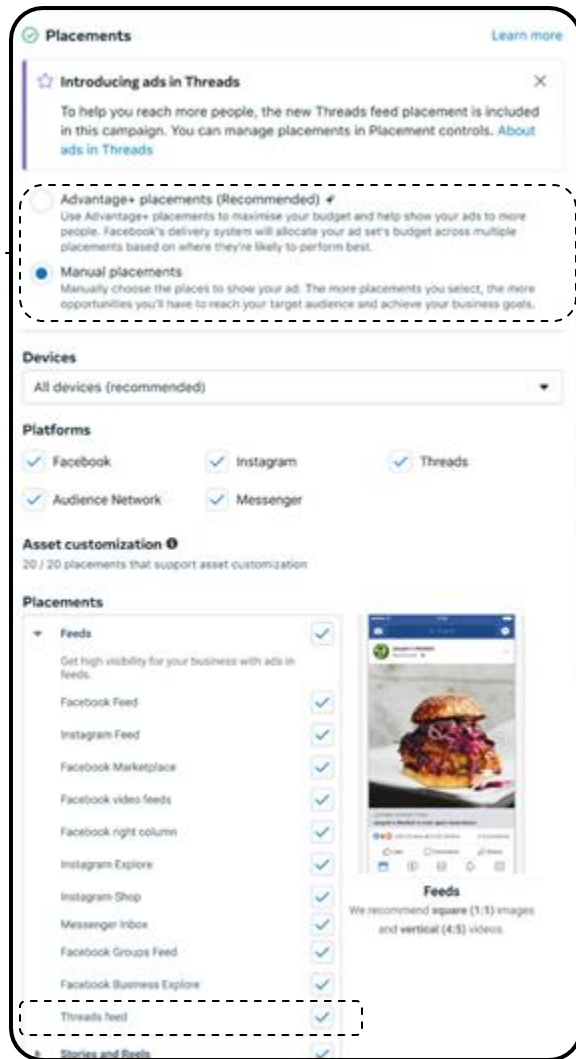 Placements
Learn more
Introducing ads in Threads
To help you reach more people, the new Threads feed placement is included
in this campaign. You can manage placements in Placement controls. About
ads in Threads
Advantage+ placements (Recommended)
Use Advantage+ placements to maximise your budget and help show your ads to more
people. Facebook's delivery system will allocate your ad set's budget across multiple
placements based on where they're likely to perform best.
Manual placements
Manually choose the places to show your ad. The more placements you select, the more
opportunities you'll have to reach your target audience and achieve your business goals.
Devices
All devices (recommended)
Platforms
Facebook
Instagram
Threads
Audience Network
Messenger
Asset customization
20 / 20 placements that support asset customization
Placements
Feeds
Get high visibility for your business with ads in
feeds.
Facebook Feed
Instagram Feed
Facebook Marketplace
Facebook video feeds
Facebook right column
Instagram Explore
Instagram Shop
Messenger Inbox
Facebook Groups Feed
Facebook Business Explore
Threads feed
Stories and Reels
Jasper's Market
Like
Comment
Share
Feeds
We recommend square (1:1) images
and vertical (4:5) videos.